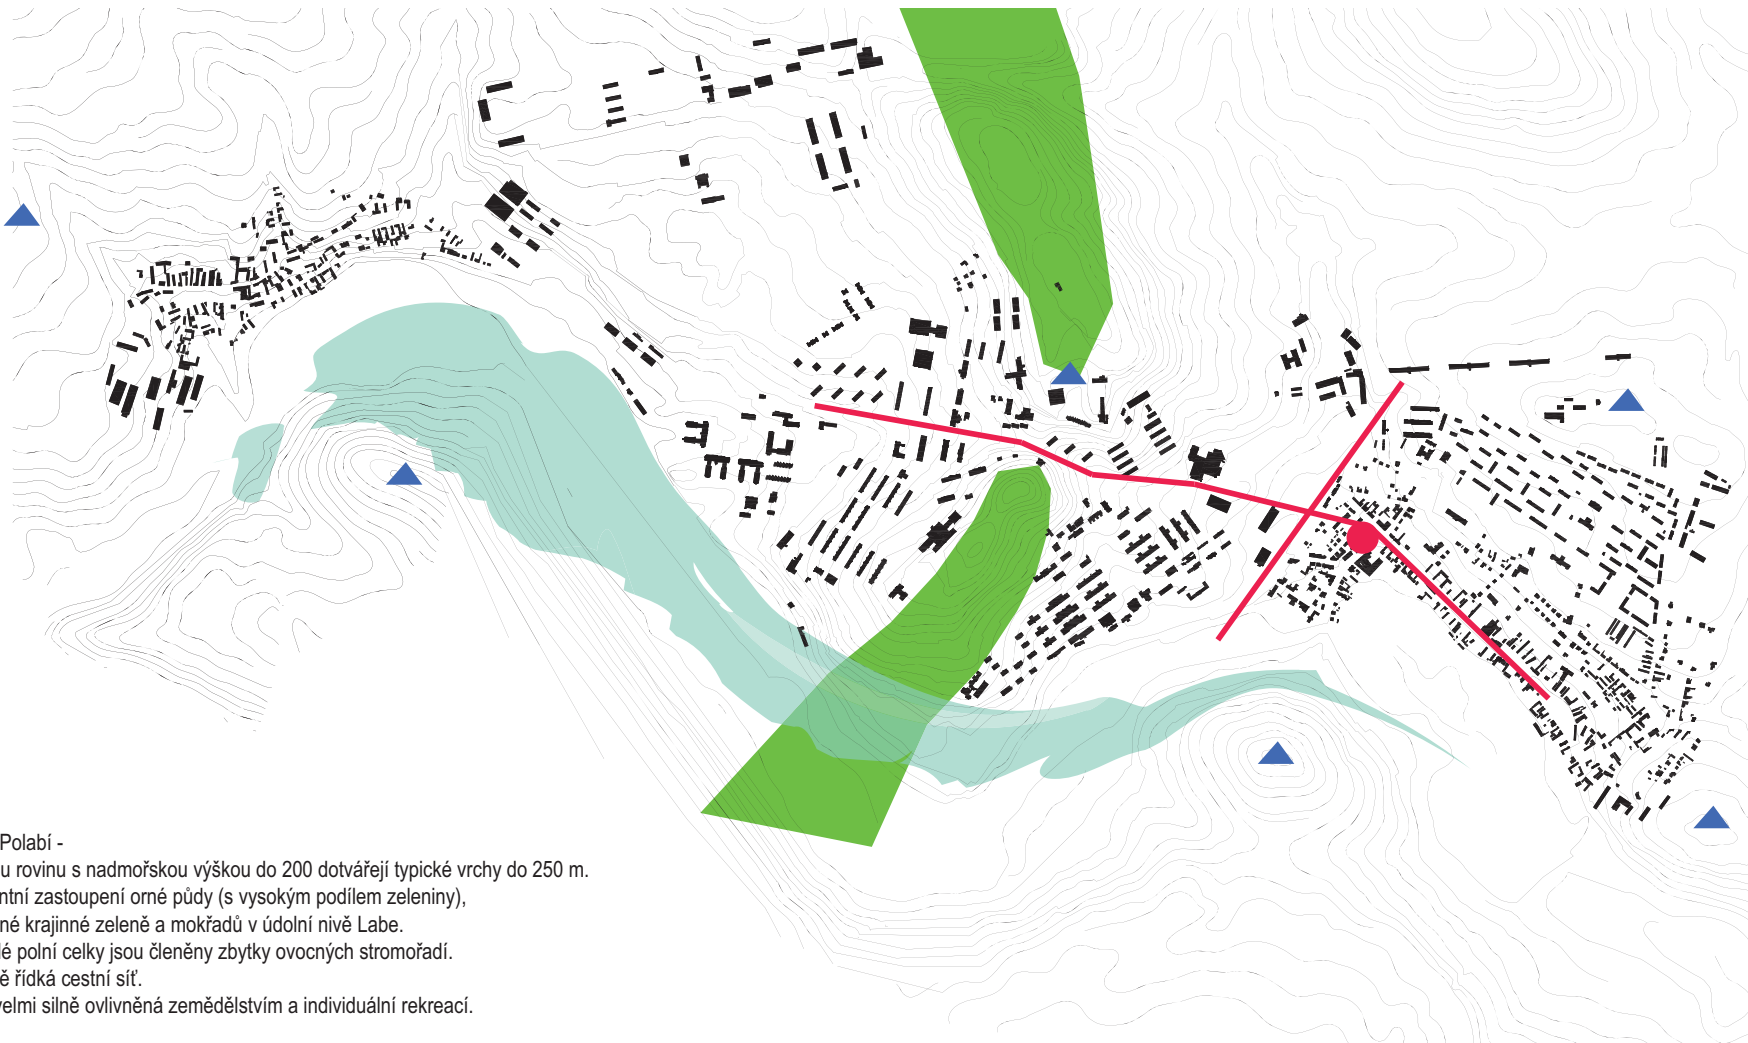 Polabí -
u rovinu s nadmořskou výškou do 200 dotvářejí typické vrchy do 250 m.
ntní zastoupení orné půdy (s vysokým podílem zeleniny),
né krajinné zeleně a mokřadů v údolní nivě Labe.
lé polní celky jsou členěny zbytky ovocných stromořadí.
ě řídká cestní síť.
velmi silně ovlivněná zemědělstvím a individuální rekreací.